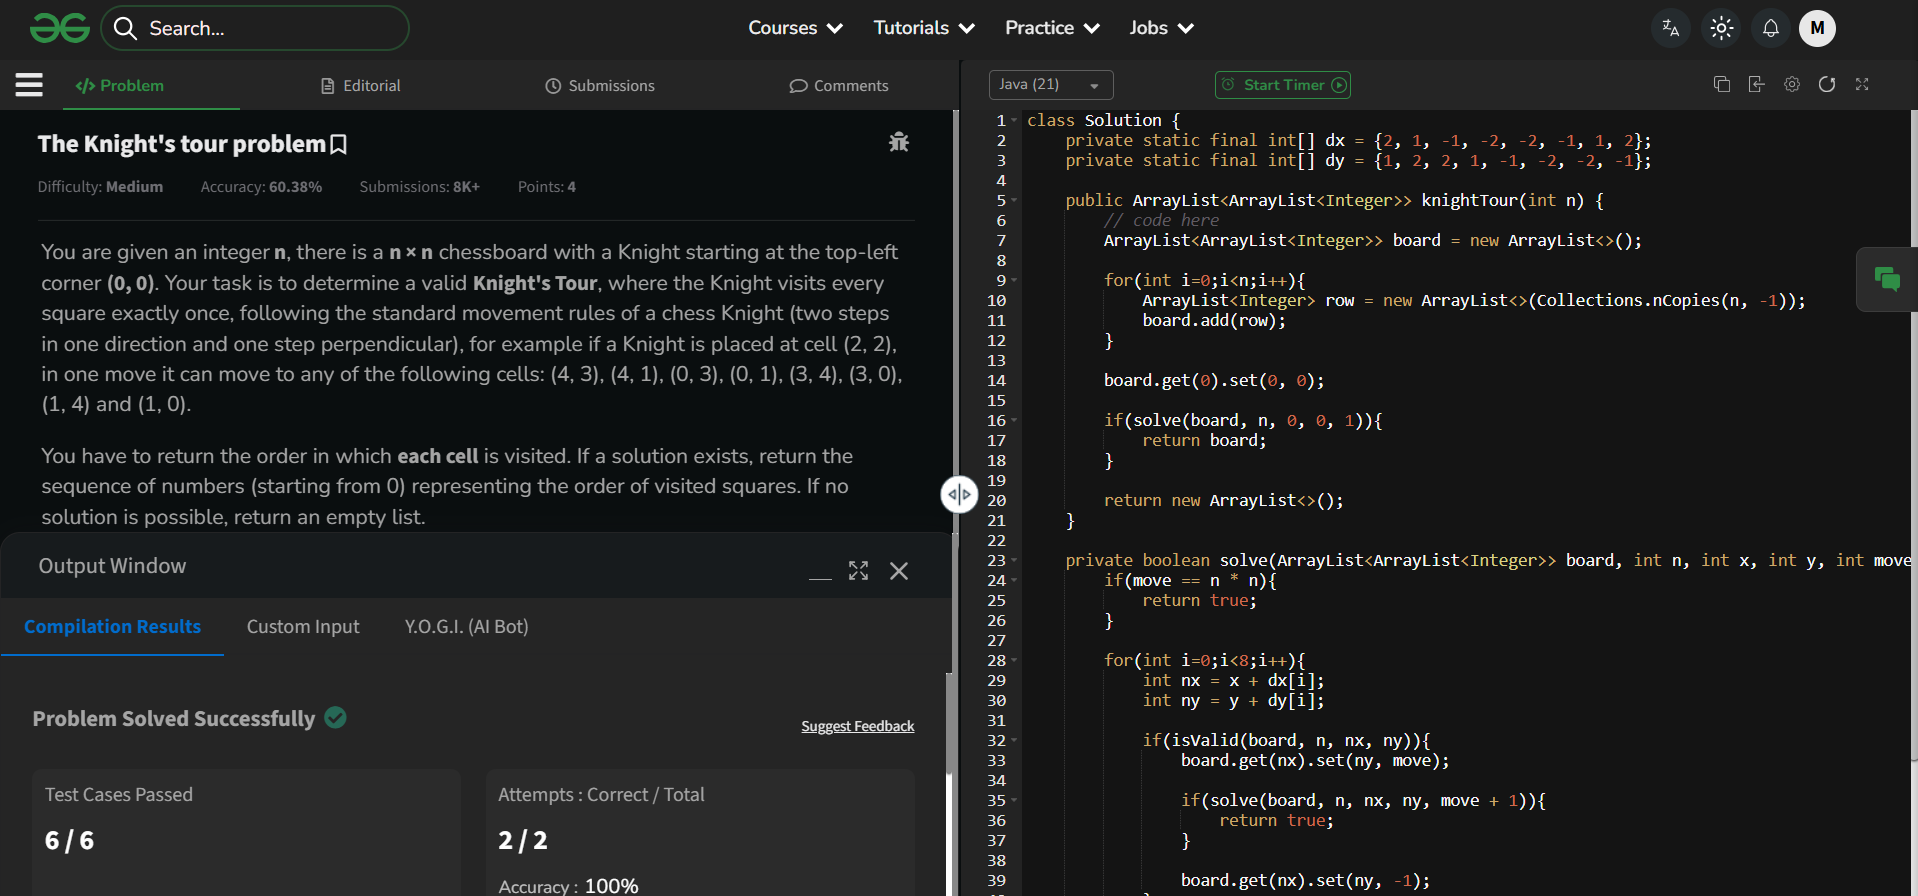 Search...
Courses
Tutorials
Practice
Jobs
M
</> Problem
Editorial
Submissions
Comments
The Knight's tour problem
Difficulty: Medium
Accuracy: 60.38%
Submissions: 8K+
Points: 4
You are given an integer n, there is a n × n chessboard with a Knight starting at the top-left
corner (0, 0). Your task is to determine a valid Knight's Tour, where the Knight visits every
square exactly once, following the standard movement rules of a chess Knight (two steps
in one direction and one step perpendicular), for example if a Knight is placed at cell (2, 2),
in one move it can move to any of the following cells: (4, 3), (4, 1), (0, 3), (0, 1), (3, 4), (3, 0),
(1, 4) and (1, 0).
You have to return the order in which each cell is visited. If a solution exists, return the
sequence of numbers (starting from 0) representing the order of visited squares. If no
solution is possible, return an empty list.
Output Window
Compilation Results
Custom Input
Y.O.G.I. (AI Bot)
Problem Solved Successfully
Suggest Feedback
Test Cases Passed
6 / 6
Attempts : Correct / Total
2 / 2
Accuracy : 100%
Java (21)
Start Timer
1 class Solution {
2 private static final int[] dx = {2, 1, -1, -2, -2, -1, 1, 2};
3 private static final int[] dy = {1, 2, 2, 1, -1, -2, -2, -1};
4
5 public ArrayList<ArrayList<Integer>> knightTour(int n) {
6 // code here
7 ArrayList<ArrayList<Integer>> board = new ArrayList<>();
8
9 for(int i=0;i<n;i++){
10 ArrayList<Integer> row = new ArrayList<>(Collections.nCopies(n, -1));
11 board.add(row);
12 }
13
14 board.get(0).set(0, 0);
15
16 if(solve(board, n, 0, 0, 1)){
17 return board;
18 }
19
20 return new ArrayList<>();
21 }
22
23 private boolean solve(ArrayList<ArrayList<Integer>> board, int n, int x, int y, int move
24 if(move == n * n){
25 return true;
26 }
27
28 for(int i=0;i<8;i++){
29 int nx = x + dx[i];
30 int ny = y + dy[i];
31
32 if(isValid(board, n, nx, ny)){
33 board.get(nx).set(ny, move);
34
35 if(solve(board, n, nx, ny, move + 1)){
36 return true;
37 }
38
39 board.get(nx).set(ny, -1);